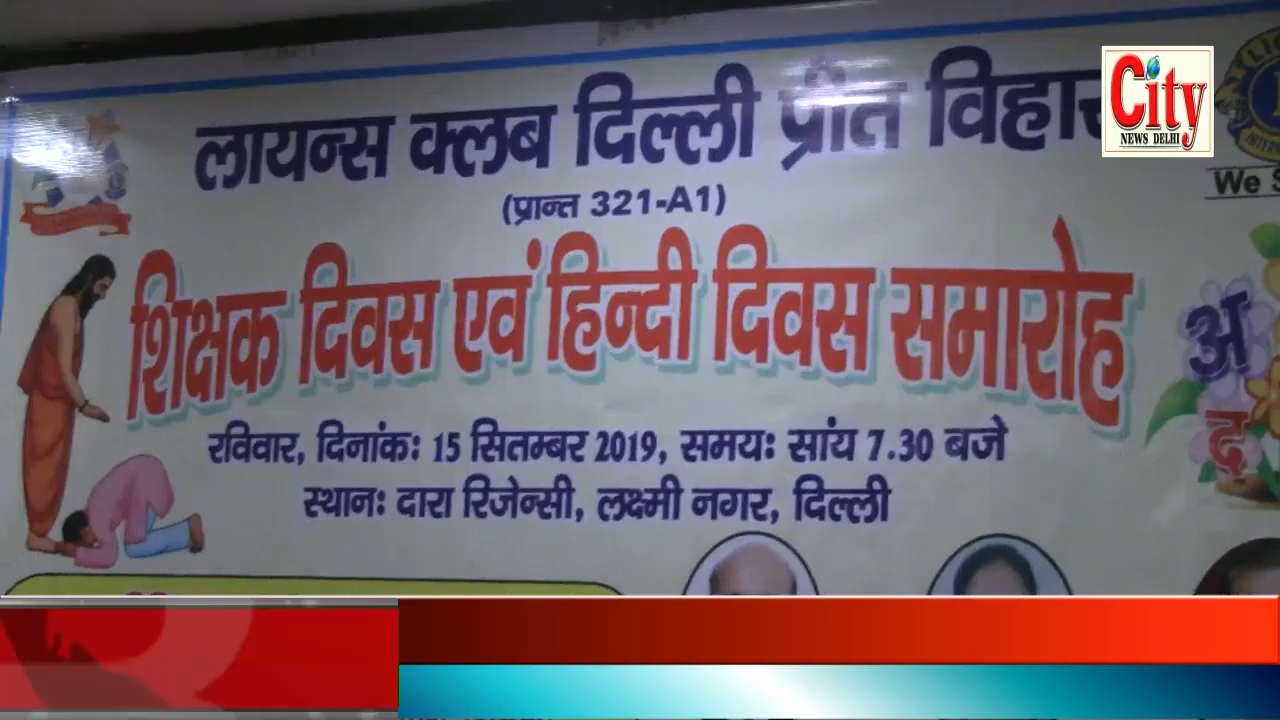 लायन्स क्लब दिल्ली प्रीत विहार
(प्रान्त 321-A1)
शिक्षक दिवस एवं हिन्दी दिवस समारोह
रविवार, दिनांक: 15 सितम्बर 2019, समय: सांय 7.30 बजे
स्थान: दारा रिजेन्सी, लक्ष्मी नगर, दिल्ली
City
NEWS DELHI
We
अ
द